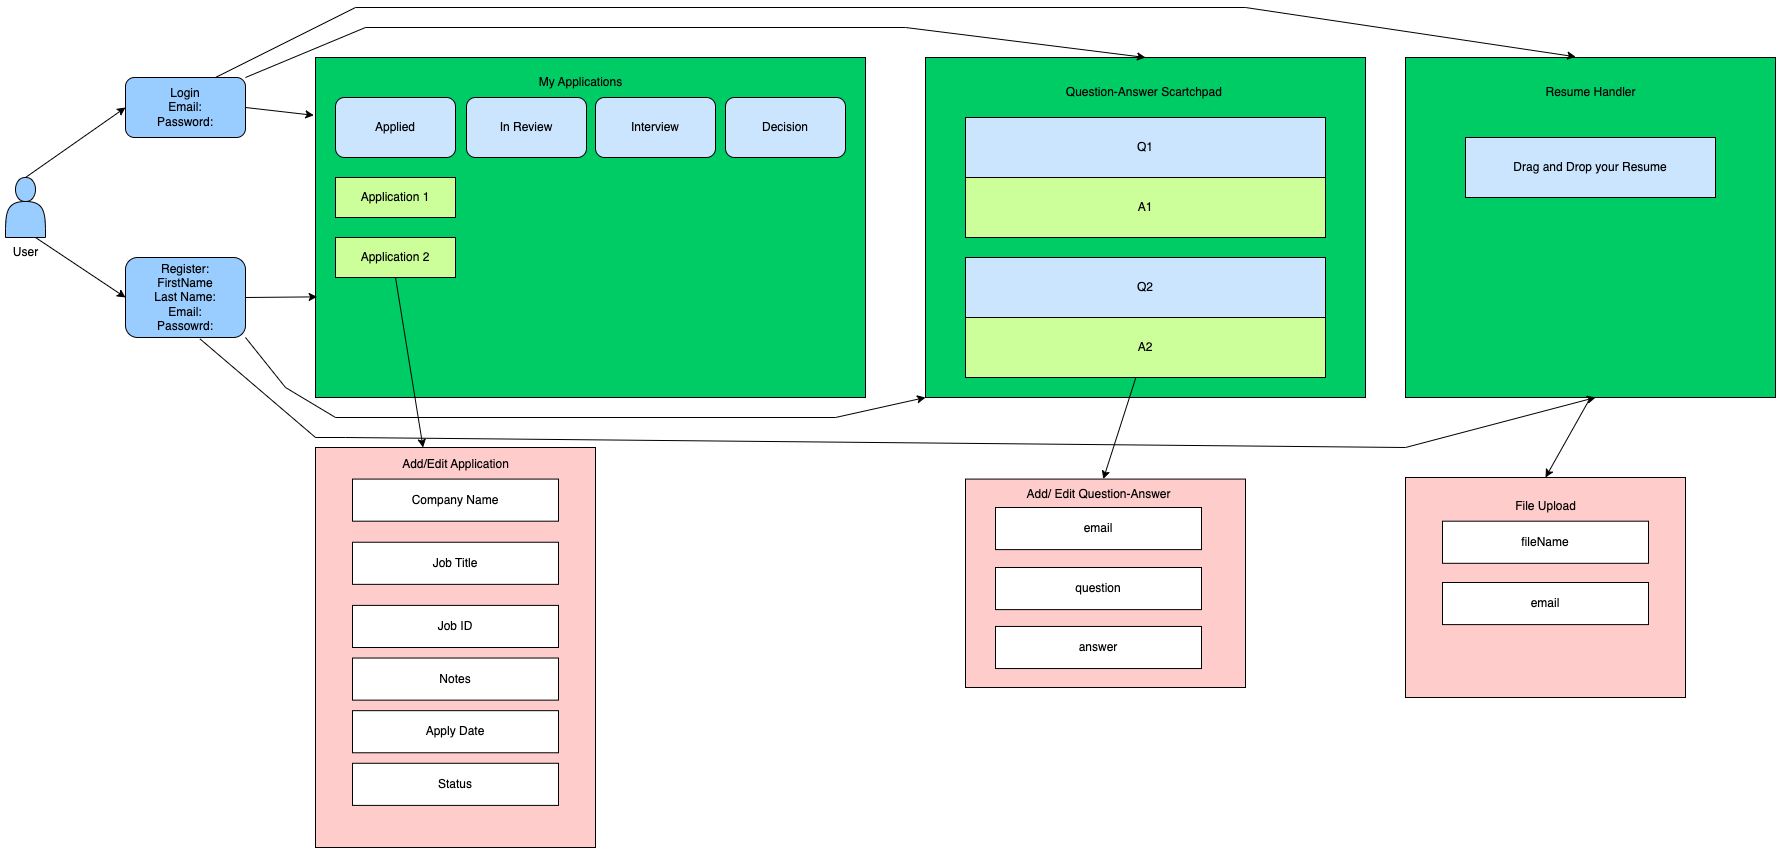 Login
Email:
Password:
User
Register:
FirstName
Last Name:
Email:
Passowrd:
My Applications
Applied
In Review
Interview
Decision
Application 1
Application 2
Question-Answer Scartchpad
Q1
A1
Q2
A2
Resume Handler
Drag and Drop your Resume
Add/Edit Application
Company Name
Job Title
Job ID
Notes
Apply Date
Status
Add/ Edit Question-Answer
email
question
answer
File Upload
fileName
email